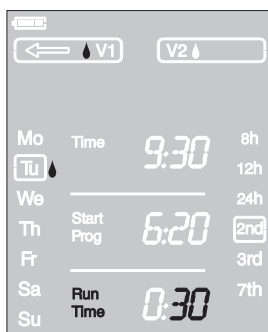 V1 V2
Mo Time 9:30 8h
Tu 12h
We 24h
Th Start Prog 6:20 2nd
Fr 3rd
Sa Run Time 0:30 7th
Su